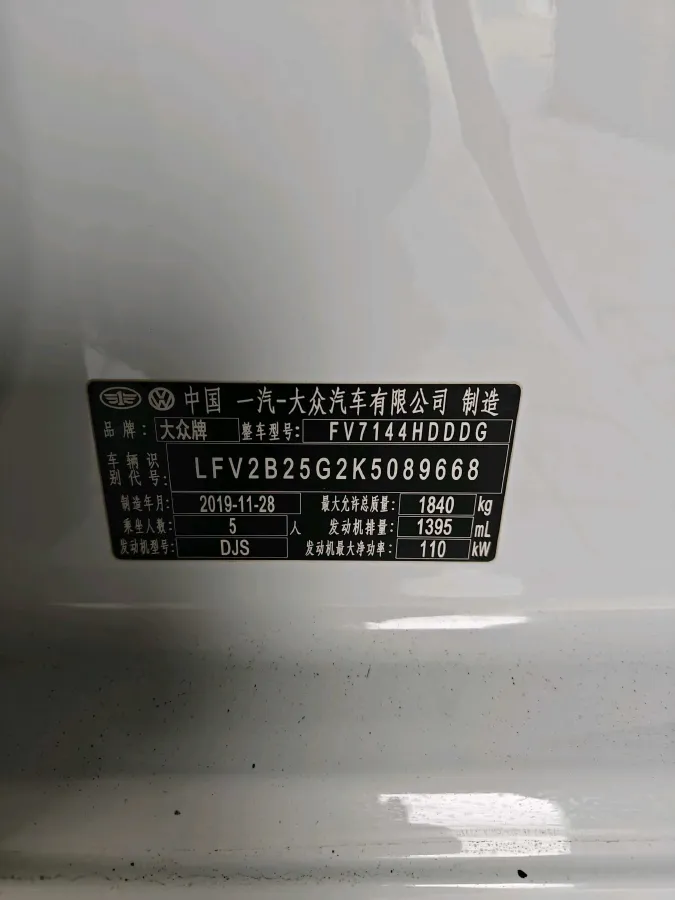 中国 一汽-大众汽车有限公司 制造
品 牌： 大众牌 整车型号： FV7144HDDDG
车 辆 识 别 代 号： LFV2B25G2K5089668
制造年月： 2019-11-28 最大允许总质量： 1840 kg
乘坐人数： 5 人 发动机排量： 1395 mL
发动机型号： DJS 发动机最大净功率： 110 kW